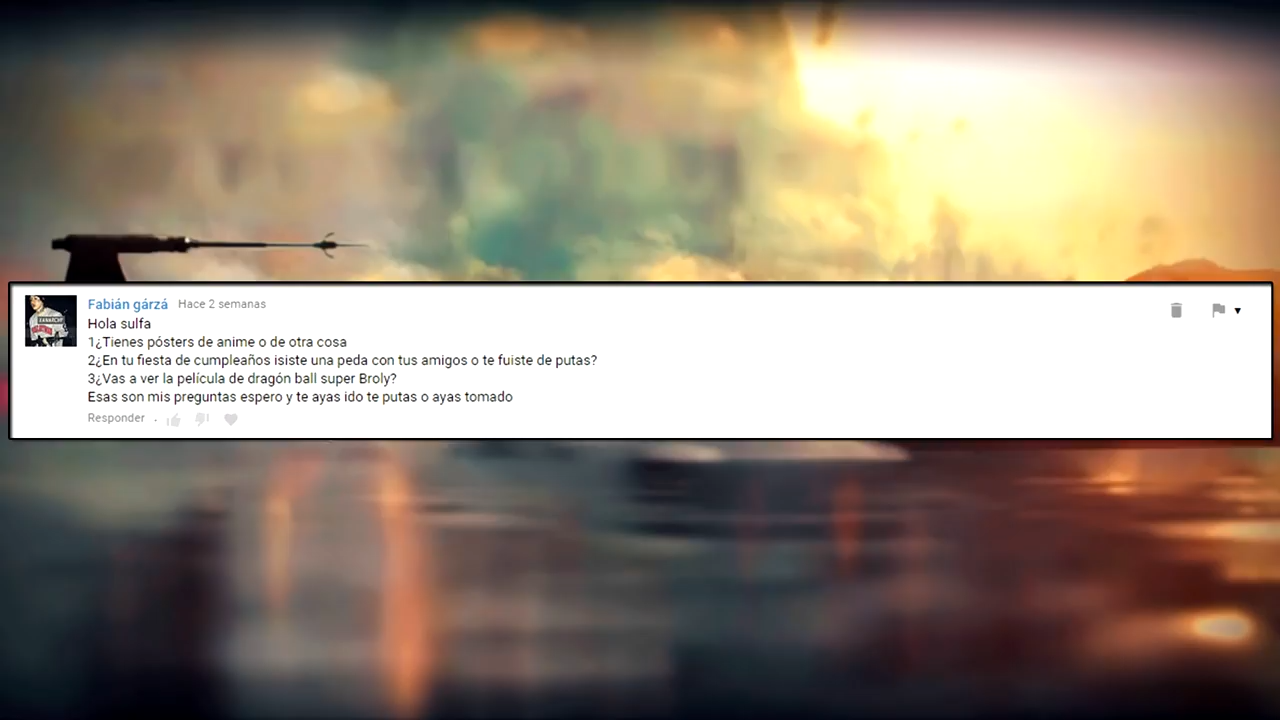 Fabián gárzá Hace 2 semanas
Hola sulfa
1¿Tienes pósters de anime o de otra cosa
2¿En tu fiesta de cumpleaños isiste una peda con tus amigos o te fuiste de putas?
3¿Vas a ver la película de dragón ball super Broly?
Esas son mis preguntas espero y te ayas ido te putas o ayas tomado
Responder .